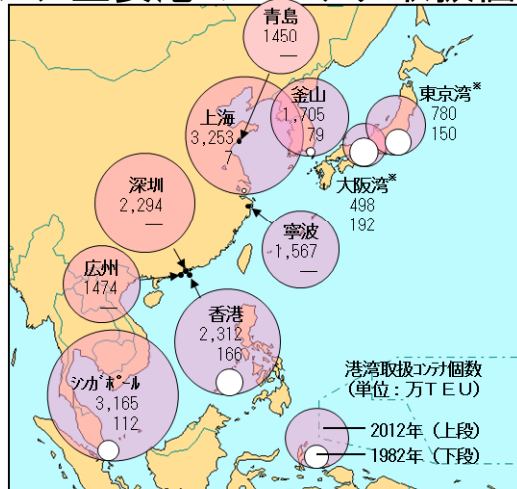 青島
1450
—
上海
3,253
7
釜山
1,705
79
東京湾※
780
150
大阪湾※
498
192
深圳
2,294
—
寧波
1,567
—
広州
1474
—
香港
2,312
166
ｼﾝｶﾞﾎﾟｰﾙ
3,165
112
港湾取扱ｺﾝﾃﾅ個数
(単位：万ＴＥＵ)
2012年（上段）
1982年（下段）